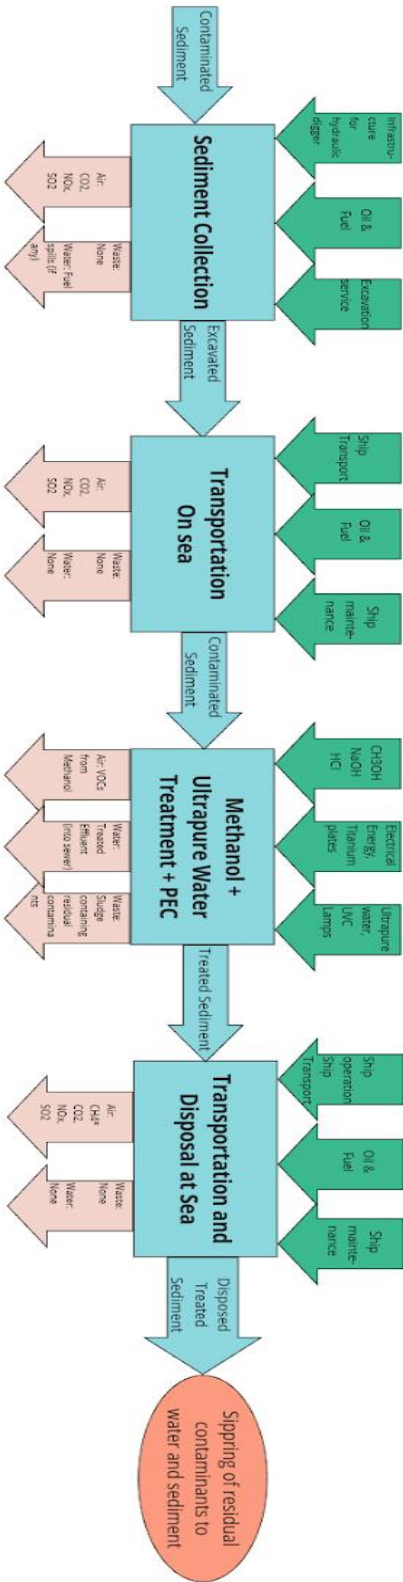 Contaminated
Sediment
Infrastru-
cture
for
hydraulic
digger
Oil &
Fuel
Excavation
service
Sediment Collection
Air:
CO2,
NOx,
SO2
Waste:
None
Water: Fuel
spills (if
any)
Excavated
Sediment
Ship
Transport
Oil &
Fuel
Ship
mainte-
nance
Transportation
On sea
Air:
CO2,
NOx,
SO2
Waste:
None
Water:
None
Contaminated
Sediment
CH3OH
NaOH
HCl
Electrical
Energy,
Titanium
plates
Ultrapure
water,
UVC
Lamps
Methanol +
Ultrapure Water
Treatment + PEC
Air: VOCs
from
Methanol
Water:
Treated
Effluent
(into sewer)
Waste:
Sludge
containing
residual
contamina
nts
Treated Sediment
Ship
operation
Ship
Transport
Oil &
Fuel
Ship
mainte-
nance
Transportation and
Disposal at Sea
Air:
CH4*
CO2,
NOx,
SO2
Waste:
None
Water:
None
Disposed
Treated
Sediment
Sippring of residual
contaminants to
water and sediment